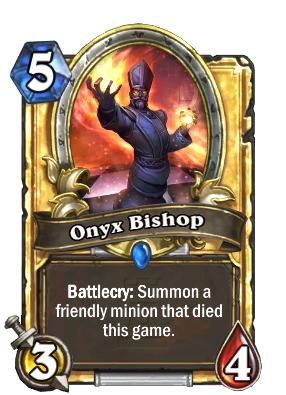 5
Onyx Bishop
Battlecry: Summon a
friendly minion that died
this game.
3
4